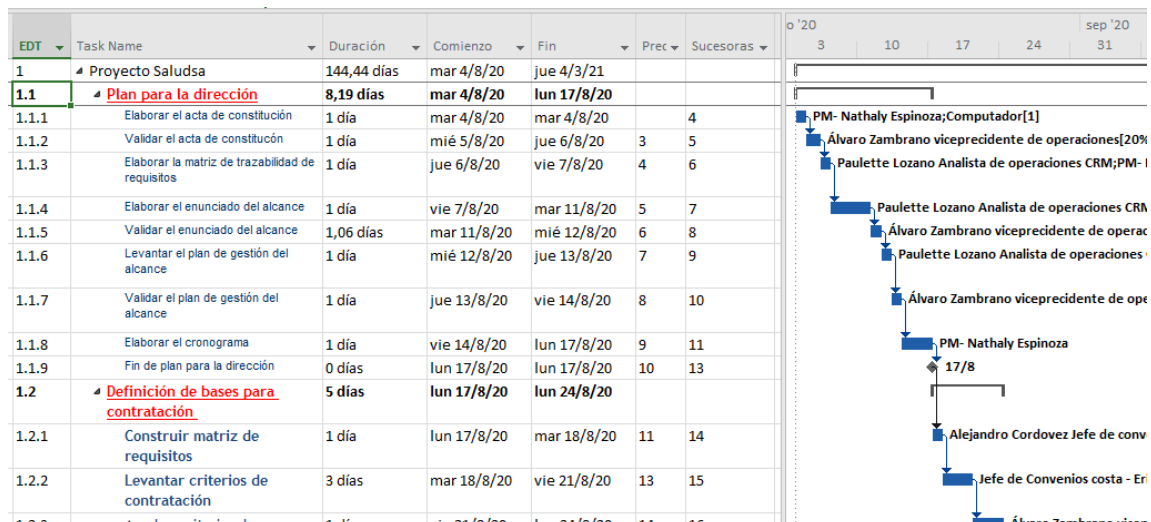 o '20 sep '20
EDT Task Name Duración Comienzo Fin Prec Sucesoras 3 10 17 24 31
1 Proyecto Saludsa 144,44 días mar 4/8/20 jue 4/3/21
1.1 Plan para la dirección 8,19 días mar 4/8/20 lun 17/8/20
1.1.1 Elaborar el acta de constitución 1 día mar 4/8/20 mar 4/8/20 4 PM- Nathaly Espinoza;Computador[1]
1.1.2 Validar el acta de constitucón 1 día mié 5/8/20 jue 6/8/20 3 5 Álvaro Zambrano viceprecidente de operaciones[20%
1.1.3 Elaborar la matriz de trazabilidad de 1 día jue 6/8/20 vie 7/8/20 4 6 Paulette Lozano Analista de operaciones CRM;PM-
requisitos
1.1.4 Elaborar el enunciado del alcance 1 día vie 7/8/20 mar 11/8/20 5 7 Paulette Lozano Analista de operaciones CRM
1.1.5 Validar el enunciado del alcance 1,06 días mar 11/8/20 mié 12/8/20 6 8 Álvaro Zambrano viceprecidente de operac
1.1.6 Levantar el plan de gestión del 1 día mié 12/8/20 jue 13/8/20 7 9 Paulette Lozano Analista de operaciones
alcance
1.1.7 Validar el plan de gestión del 1 día jue 13/8/20 vie 14/8/20 8 10 Álvaro Zambrano viceprecidente de ope
alcance
1.1.8 Elaborar el cronograma 1 día vie 14/8/20 lun 17/8/20 9 11 PM- Nathaly Espinoza
1.1.9 Fin de plan para la dirección 0 días lun 17/8/20 lun 17/8/20 10 13 17/8
1.2 Definición de bases para 5 días lun 17/8/20 lun 24/8/20
contratación
1.2.1 Construir matriz de 1 día lun 17/8/20 mar 18/8/20 11 14 Alejandro Cordovez Jefe de conv
requisitos
1.2.2 Levantar criterios de 3 días mar 18/8/20 vie 21/8/20 13 15 Jefe de Convenios costa - Er
contratación